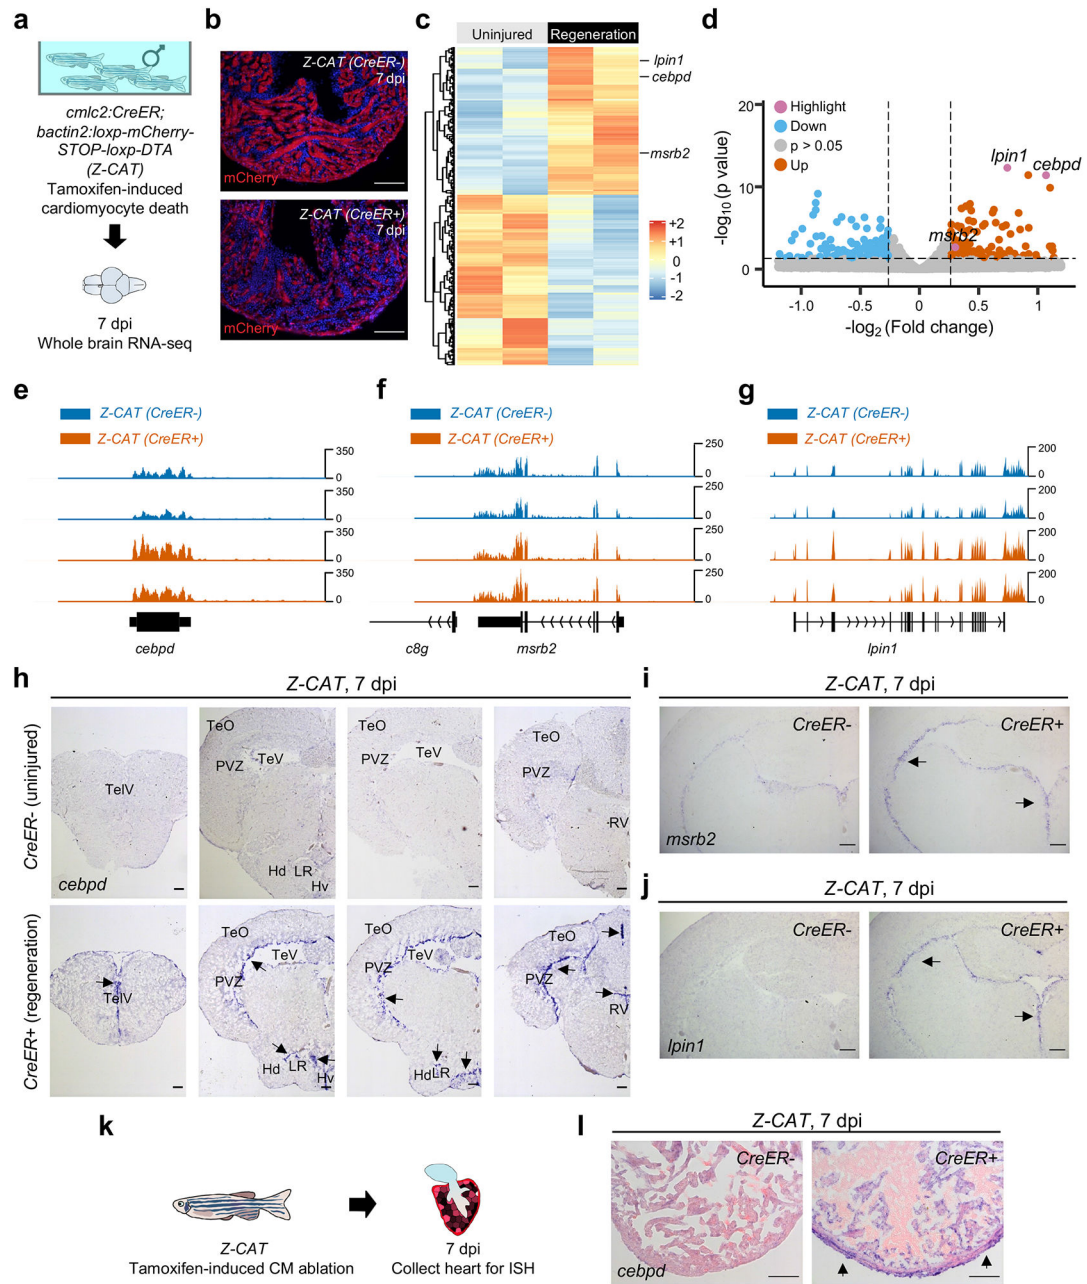 a
cmlc2:CreER;
bactin2:loxp-mCherry-
STOP-loxp-DTA
(Z-CAT)
Tamoxifen-induced
cardiomyocyte death
7 dpi
Whole brain RNA-seq
b
Z-CAT (CreER-)
7 dpi
mCherry
Z-CAT (CreER+)
7 dpi
mCherry
c
Uninjured Regeneration
lpin1
cebpd
msrb2
+2
+1
0
-1
-2
d
-log10 (p value)
20
10
0
Highlight
Down
p > 0.05
Up
lpin1 cebpd
msrb2
-1.0 -0.5 0 0.5 1
-log2 (Fold change)
e
Z-CAT (CreER-)
Z-CAT (CreER+)
350
0
350
0
350
0
350
0
cebpd
f
Z-CAT (CreER-)
Z-CAT (CreER+)
250
0
250
0
250
0
250
0
c8g msrb2
g
Z-CAT (CreER-)
Z-CAT (CreER+)
200
0
200
0
200
0
200
0
lpin1
h
Z-CAT, 7 dpi
CreER- (uninjured)
TelV
cebpd
TeO
PVZ TeV
Hd LR
Hv
TeO
PVZ TeV
TeO
PVZ
RV
CreER+ (regeneration)
TelV
TeO
TeV
PVZ
Hd LR
Hv
TeO
TeV
PVZ
Hd LR
TeO
PVZ
RV
i
Z-CAT, 7 dpi
CreER-
msrb2
CreER+
j
Z-CAT, 7 dpi
CreER-
lpin1
CreER+
k
Z-CAT
Tamoxifen-induced CM ablation
7 dpi
Collect heart for ISH
l
Z-CAT, 7 dpi
CreER-
cebpd
CreER+